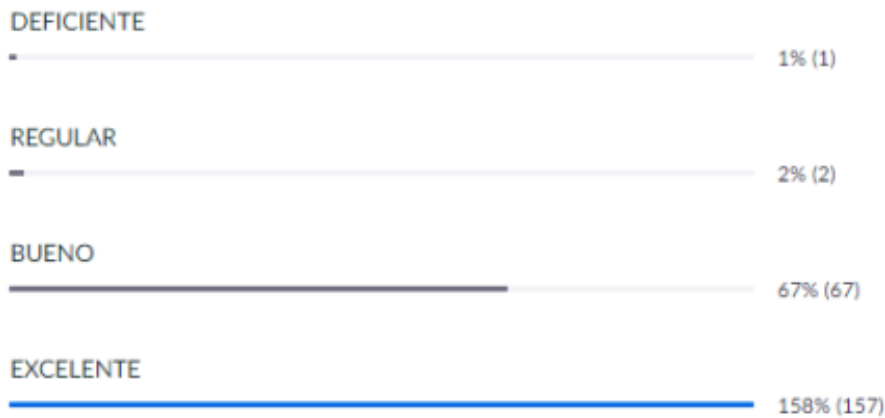 DEFICIENTE
1% (1)
REGULAR
2% (2)
BUENO
67% (67)
EXCELENTE
158% (157)